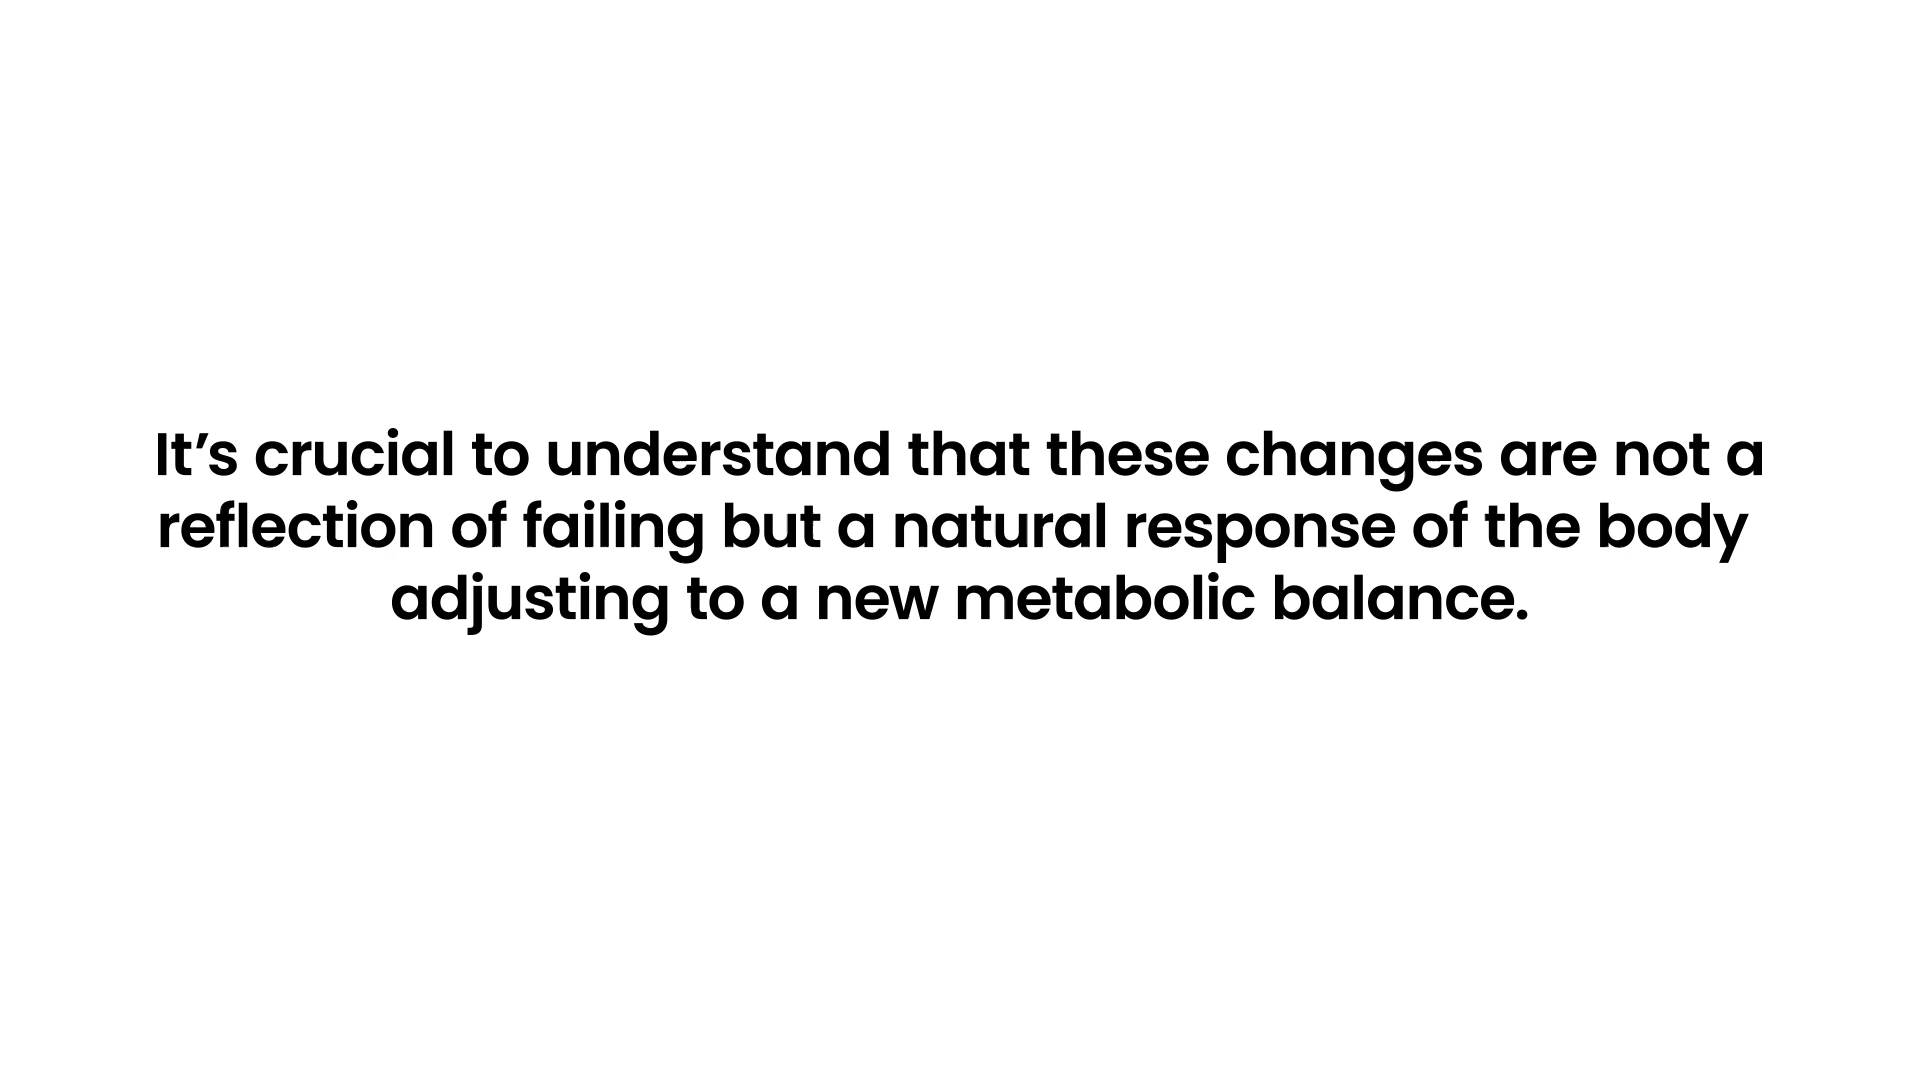 It’s crucial to understand that these changes are not a
reflection of failing but a natural response of the body
adjusting to a new metabolic balance.